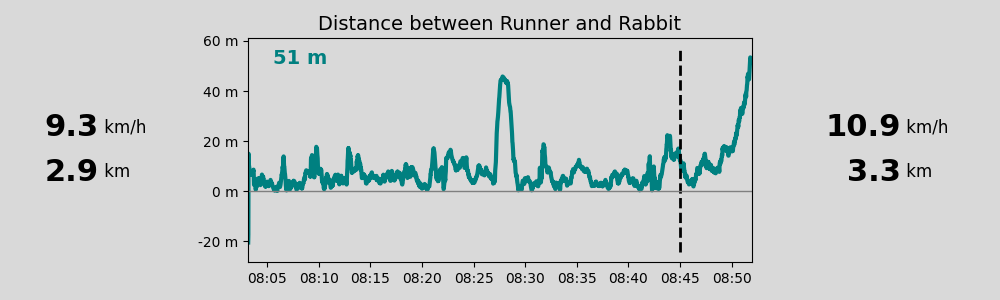 Distance between Runner and Rabbit
60 m
51 m
40 m
9.3 km/h
10.9 km/h
20 m
2.9 km
3.3 km
0 m
-20 m
08:05 08:10 08:15 08:20 08:25 08:30 08:35 08:40 08:45 08:50